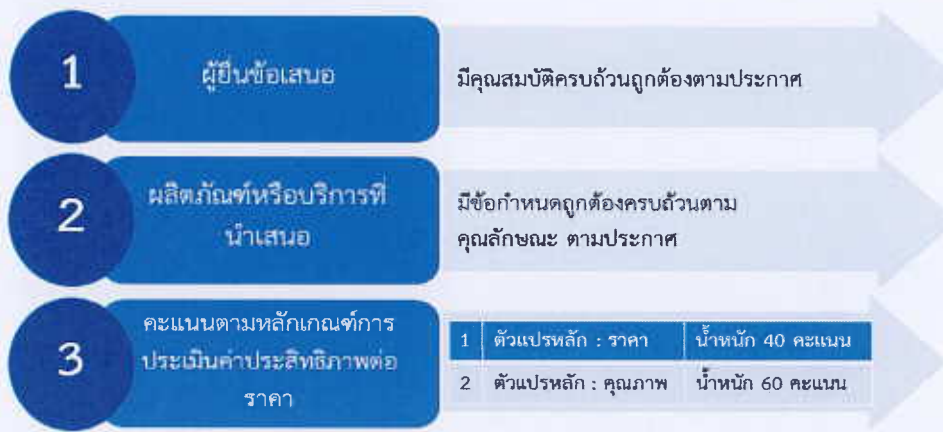 1
ผู้ยื่นข้อเสนอ
มีคุณสมบัติครบถ้วนถูกต้องตามประกาศ
2
ผลิตภัณฑ์หรือบริการที่
นำเสนอ
มีข้อกำหนดถูกต้องครบถ้วนตาม
คุณลักษณะ ตามประกาศ
3
คะแนนตามหลักเกณฑ์การ
ประเมินค่าประสิทธิภาพต่อ
ราคา
1 ตัวแปรหลัก : ราคา น้ำหนัก 40 คะแนน
2 ตัวแปรหลัก : คุณภาพ น้ำหนัก 60 คะแนน